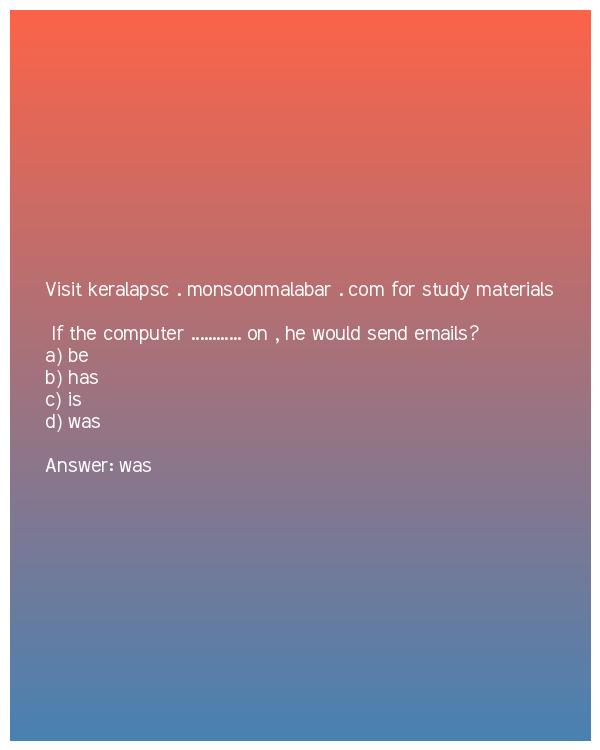 Visit keralapsc . monsoonmalabar . com for study materials
If the computer ............ on , he would send emails?
a) be
b) has
c) is
d) was
Answer: was